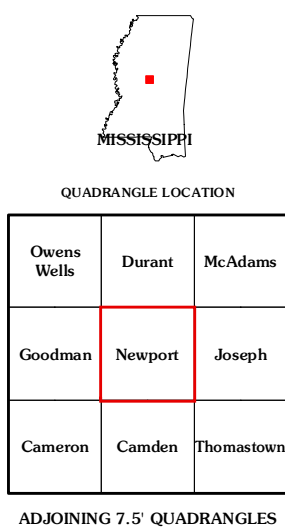 MISSISSIPPI
QUADRANGLE LOCATION
Owens
Wells
Durant
McAdams
Goodman
Newport
Joseph
Cameron
Camden
Thomastown
ADJOINING 7.5' QUADRANGLES